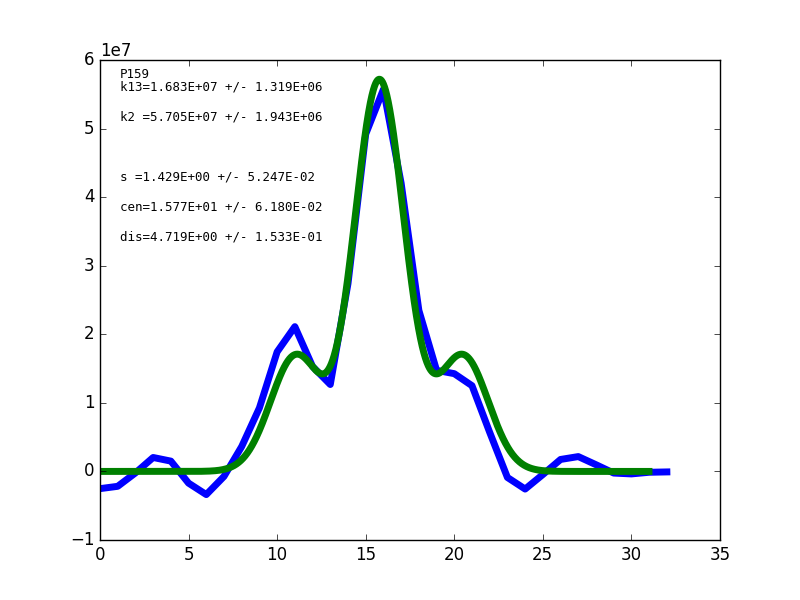 1e7
P159
k13=1.683E+07 +/- 1.319E+06
k2 =5.705E+07 +/- 1.943E+06
s =1.429E+00 +/- 5.247E-02
cen=1.577E+01 +/- 6.180E-02
dis=4.719E+00 +/- 1.533E-01
6
5
4
3
2
1
0
−1
0 5 10 15 20 25 30 35